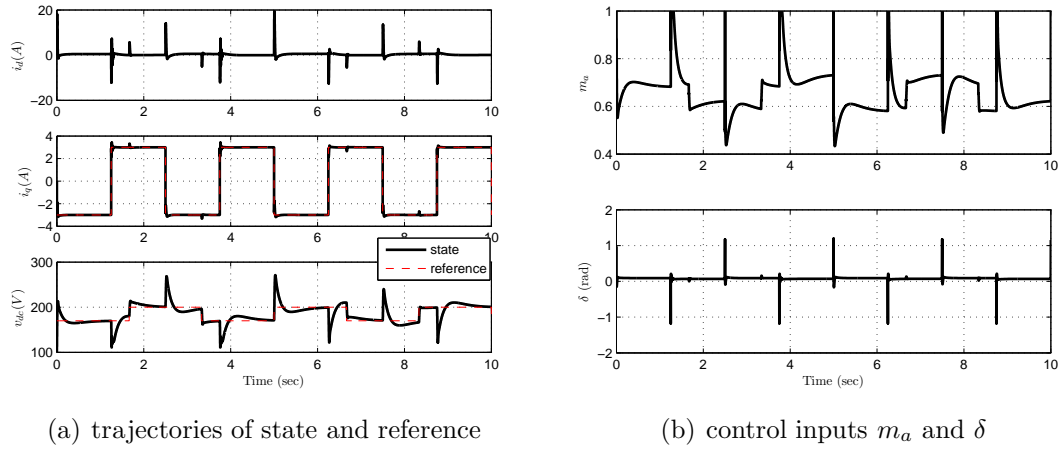 20
0
−20
i_d(A)
0 2 4 6 8 10
4
2
0
−2
−4
i_q(A)
0 2 4 6 8 10
state
reference
300
200
100
v_{dc}(V)
0 2 4 6 8 10
Time (sec)
(a) trajectories of state and reference
1
0.8
0.6
0.4
m_a
0 2 4 6 8 10
2
1
0
−1
−2
δ (rad)
0 2 4 6 8 10
Time (sec)
(b) control inputs m_a and δ